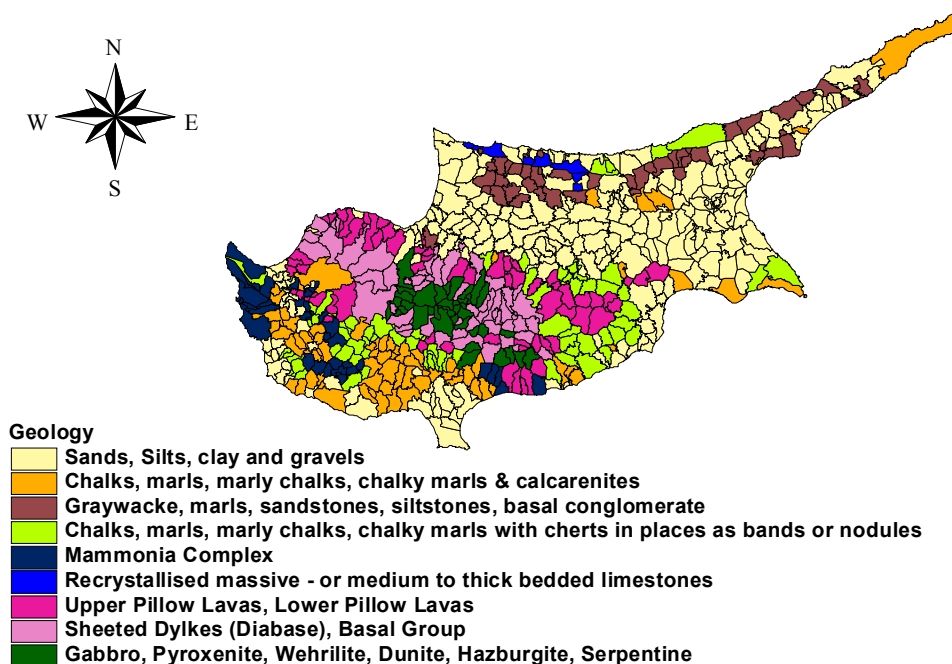 N
W E
S
Geology
Sands, Silts, clay and gravels
Chalks, marls, marly chalks, chalky marls & calcarenites
Graywacke, marls, sandstones, siltstones, basal conglomerate
Chalks, marls, marly chalks, chalky marls with cherts in places as bands or nodules
Mammonia Complex
Recrystallised massive - or medium to thick bedded limestones
Upper Pillow Lavas, Lower Pillow Lavas
Sheeted Dylkes (Diabase), Basal Group
Gabbro, Pyroxenite, Wehrilite, Dunite, Hazburgite, Serpentine